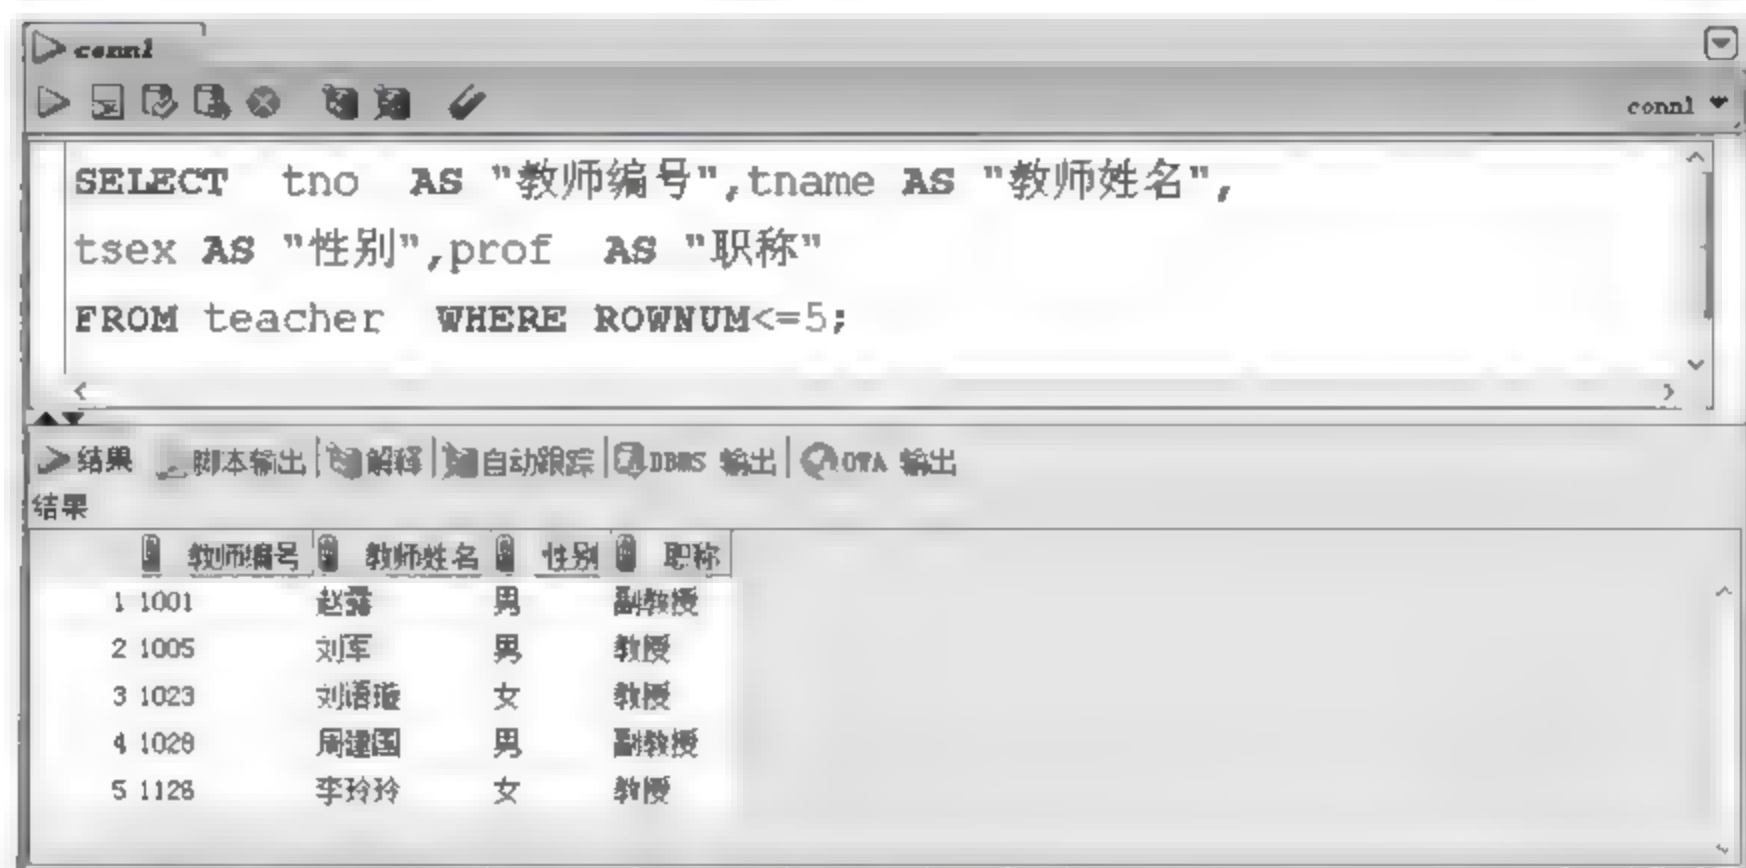 conn1
conn1
SELECT tno AS "教师编号",tname AS "教师姓名",
tsex AS "性别",prof AS "职称"
FROM teacher WHERE ROWNUM<=5;
结果 脚本输出 解释 自动跟踪 DBMS 输出 OWA 输出
结果
教师编号 教师姓名 性别 职称
1 1001 赵露 男 副教授
2 1005 刘军 男 教授
3 1023 刘语璇 女 教授
4 1028 周建国 男 副教授
5 1126 李玲玲 女 教授